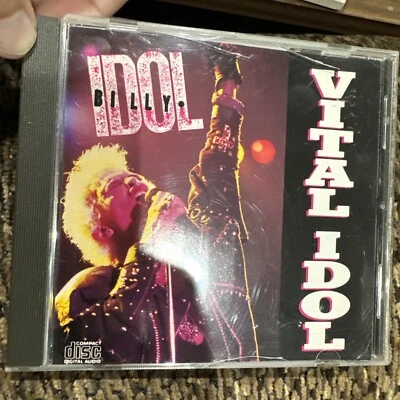 BILLY.
IDOL
VITAL IDOL
COMPACT
disc
DIGITAL AUDIO